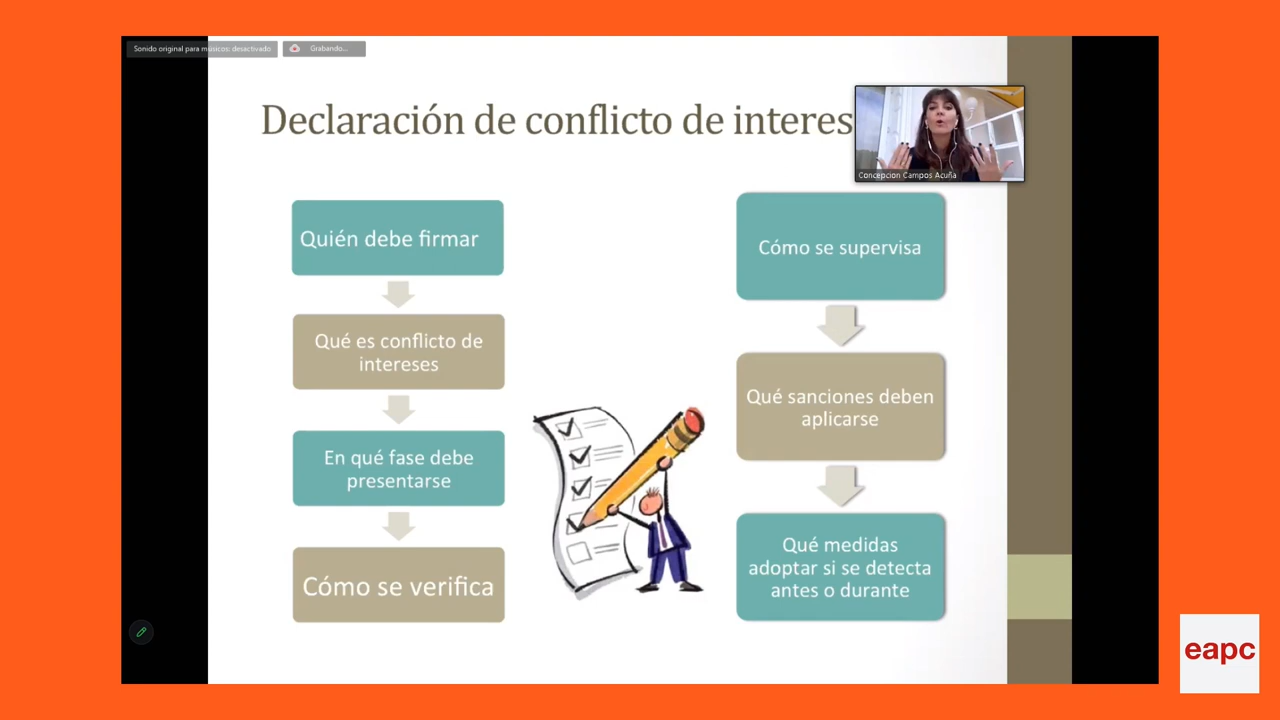 Sonido original para músicos: desactivado
Grabando...
Declaración de conflicto de interes
Concepcion Campos Acuña
Quién debe firmar
Qué es conflicto de
intereses
En qué fase debe
presentarse
Cómo se verifica
Cómo se supervisa
Qué sanciones deben
aplicarse
Qué medidas
adoptar si se detecta
antes o durante
eapc